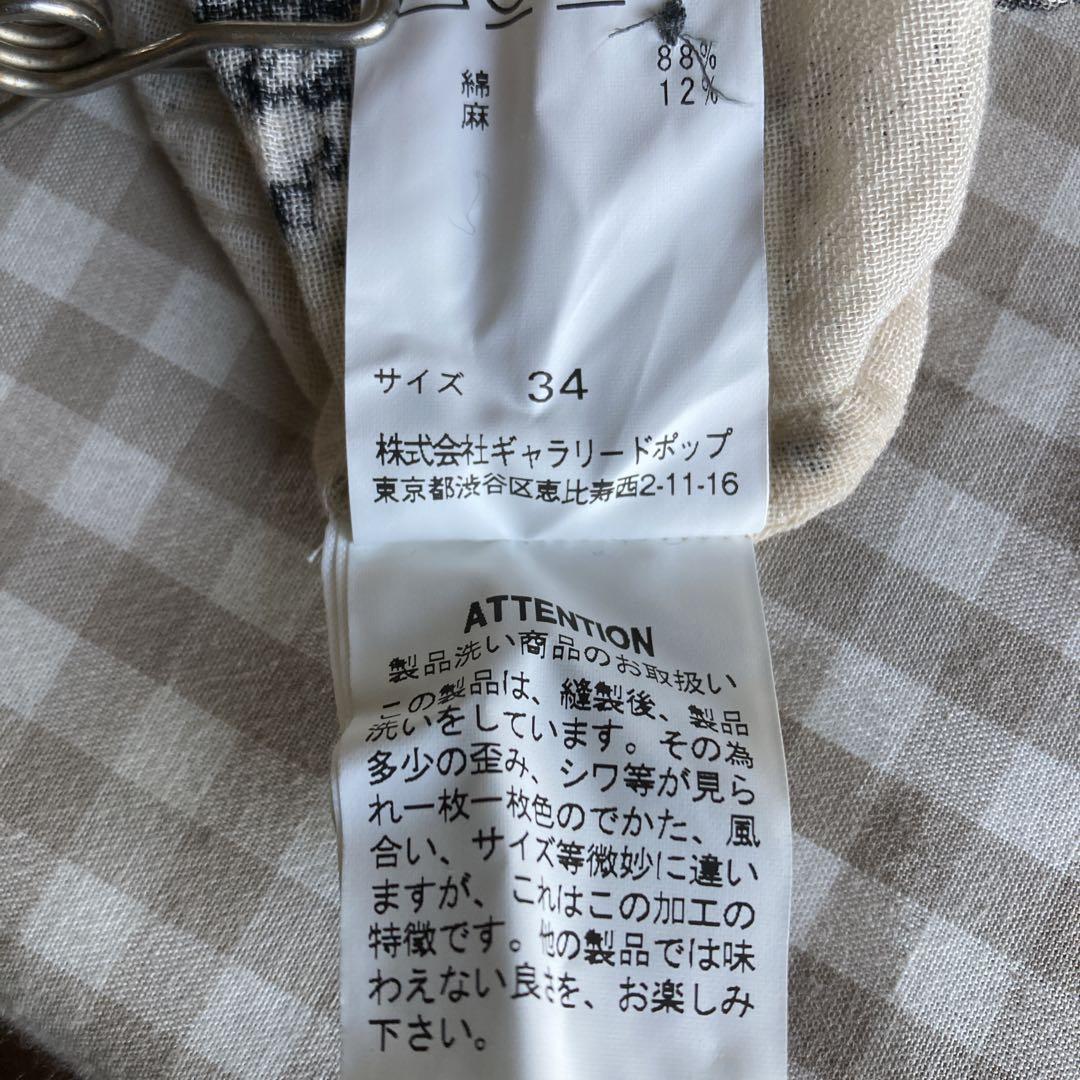 綿 88%
麻 12%
サイズ 34
株式会社ギャラリードポップ
東京都渋谷区恵比寿西2-11-16
ATTENTION
製品洗い商品のお取扱い
この製品は、縫製後、製品
洗いをしています。その為
多少の歪み、シワ等が見ら
れ一枚一枚色のでかた、風
合い、サイズ等微妙に違い
ますが、これはこの加工の
特徴です。他の製品では味
わえない良さを、お楽しみ
下さい。